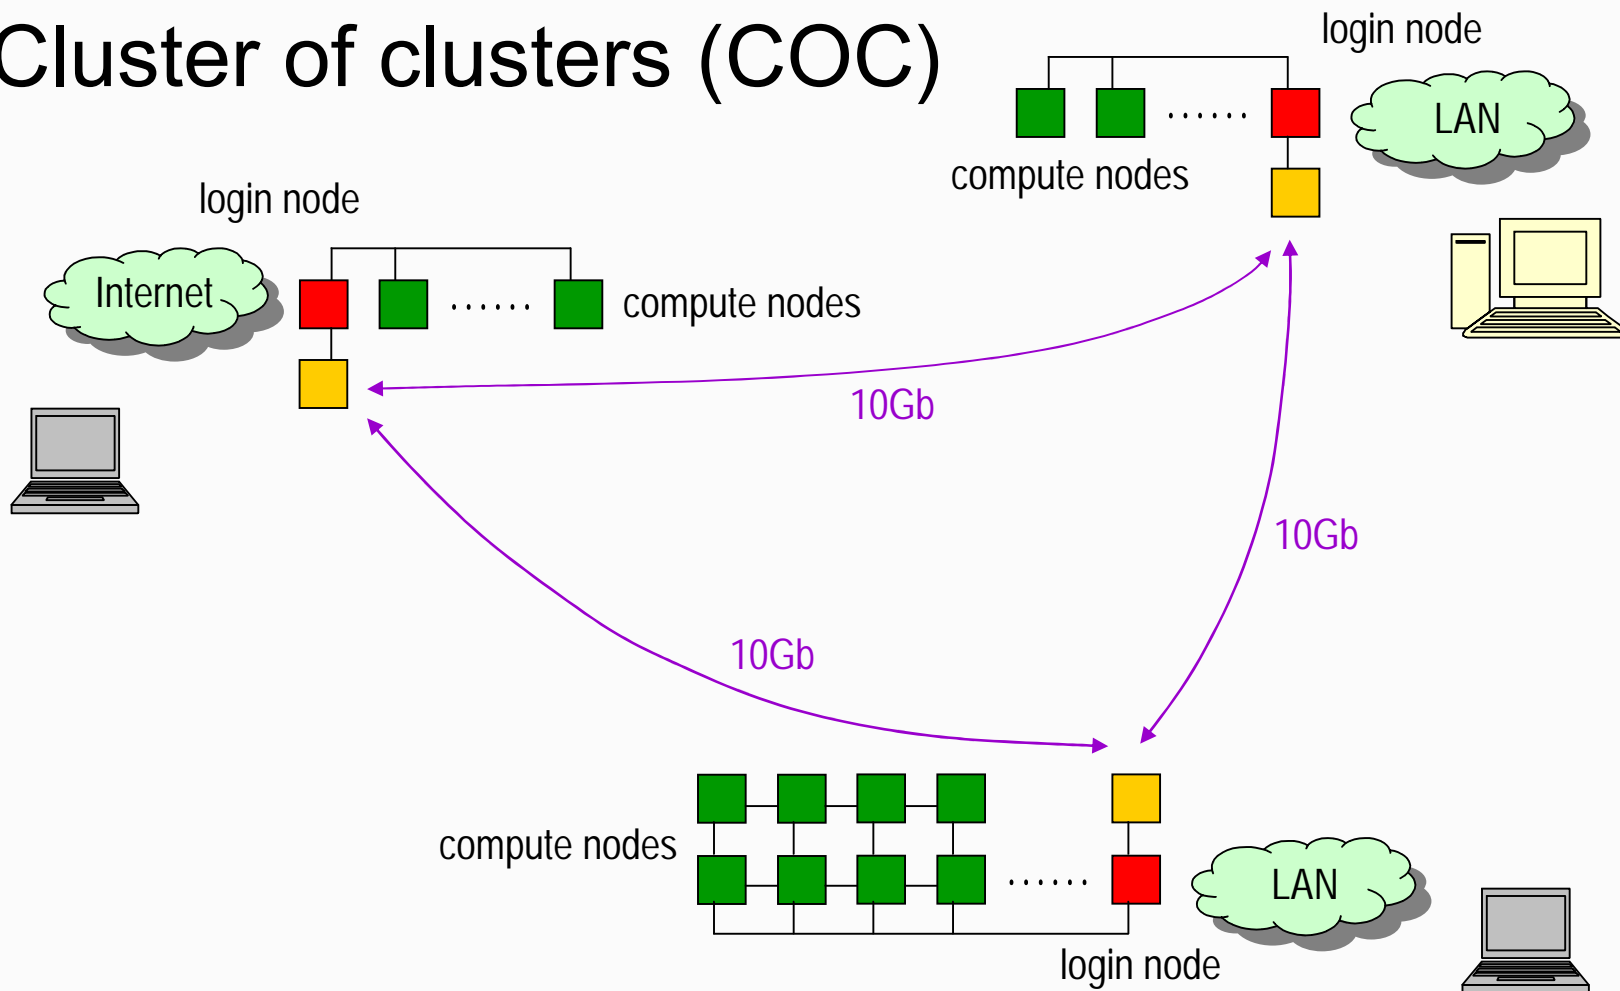 Cluster of clusters (COC)
login node
LAN
compute nodes
login node
Internet
compute nodes
10Gb
10Gb
10Gb
compute nodes
LAN
login node